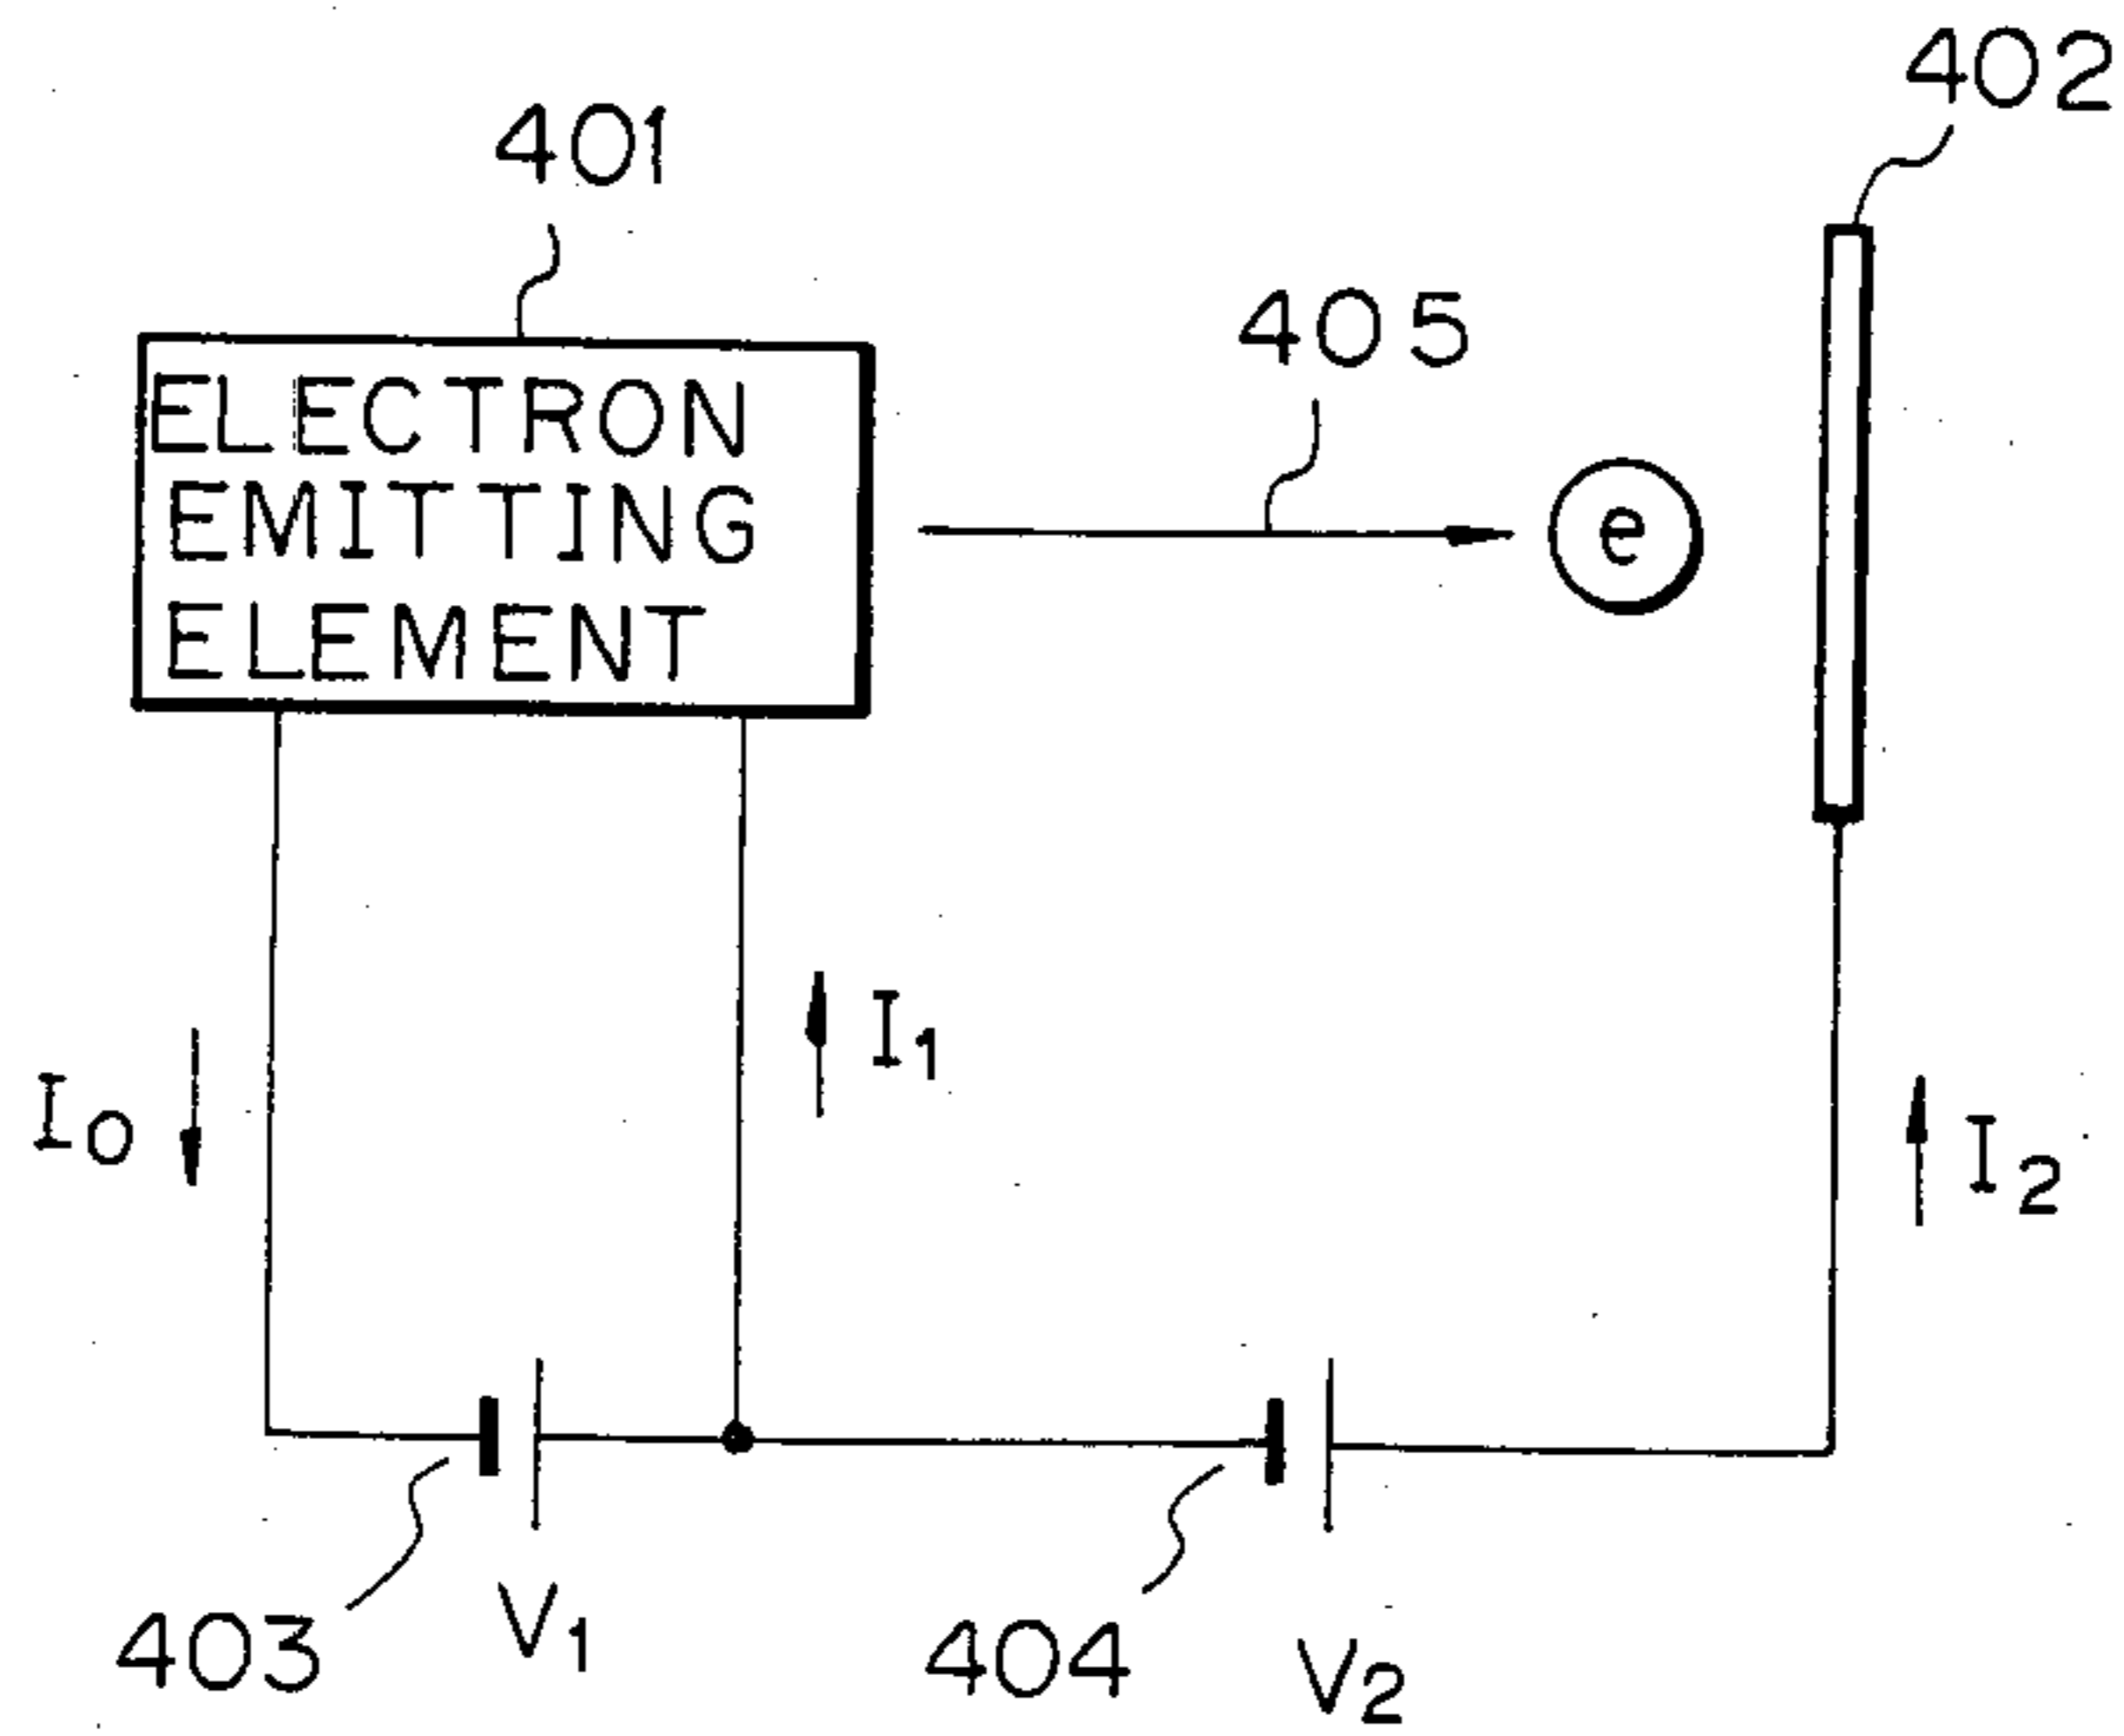 402
401
405
ELECTRON
EMITTING
ELEMENT
e
I1
I0
I2
403
V1
404
V2